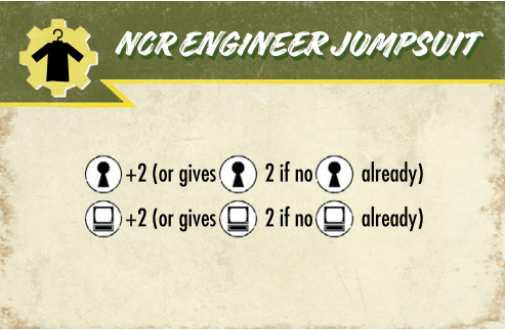 NCR ENGINEER JUMPSUIT
+2 (or gives 2 if no already)
+2 (or gives 2 if no already)